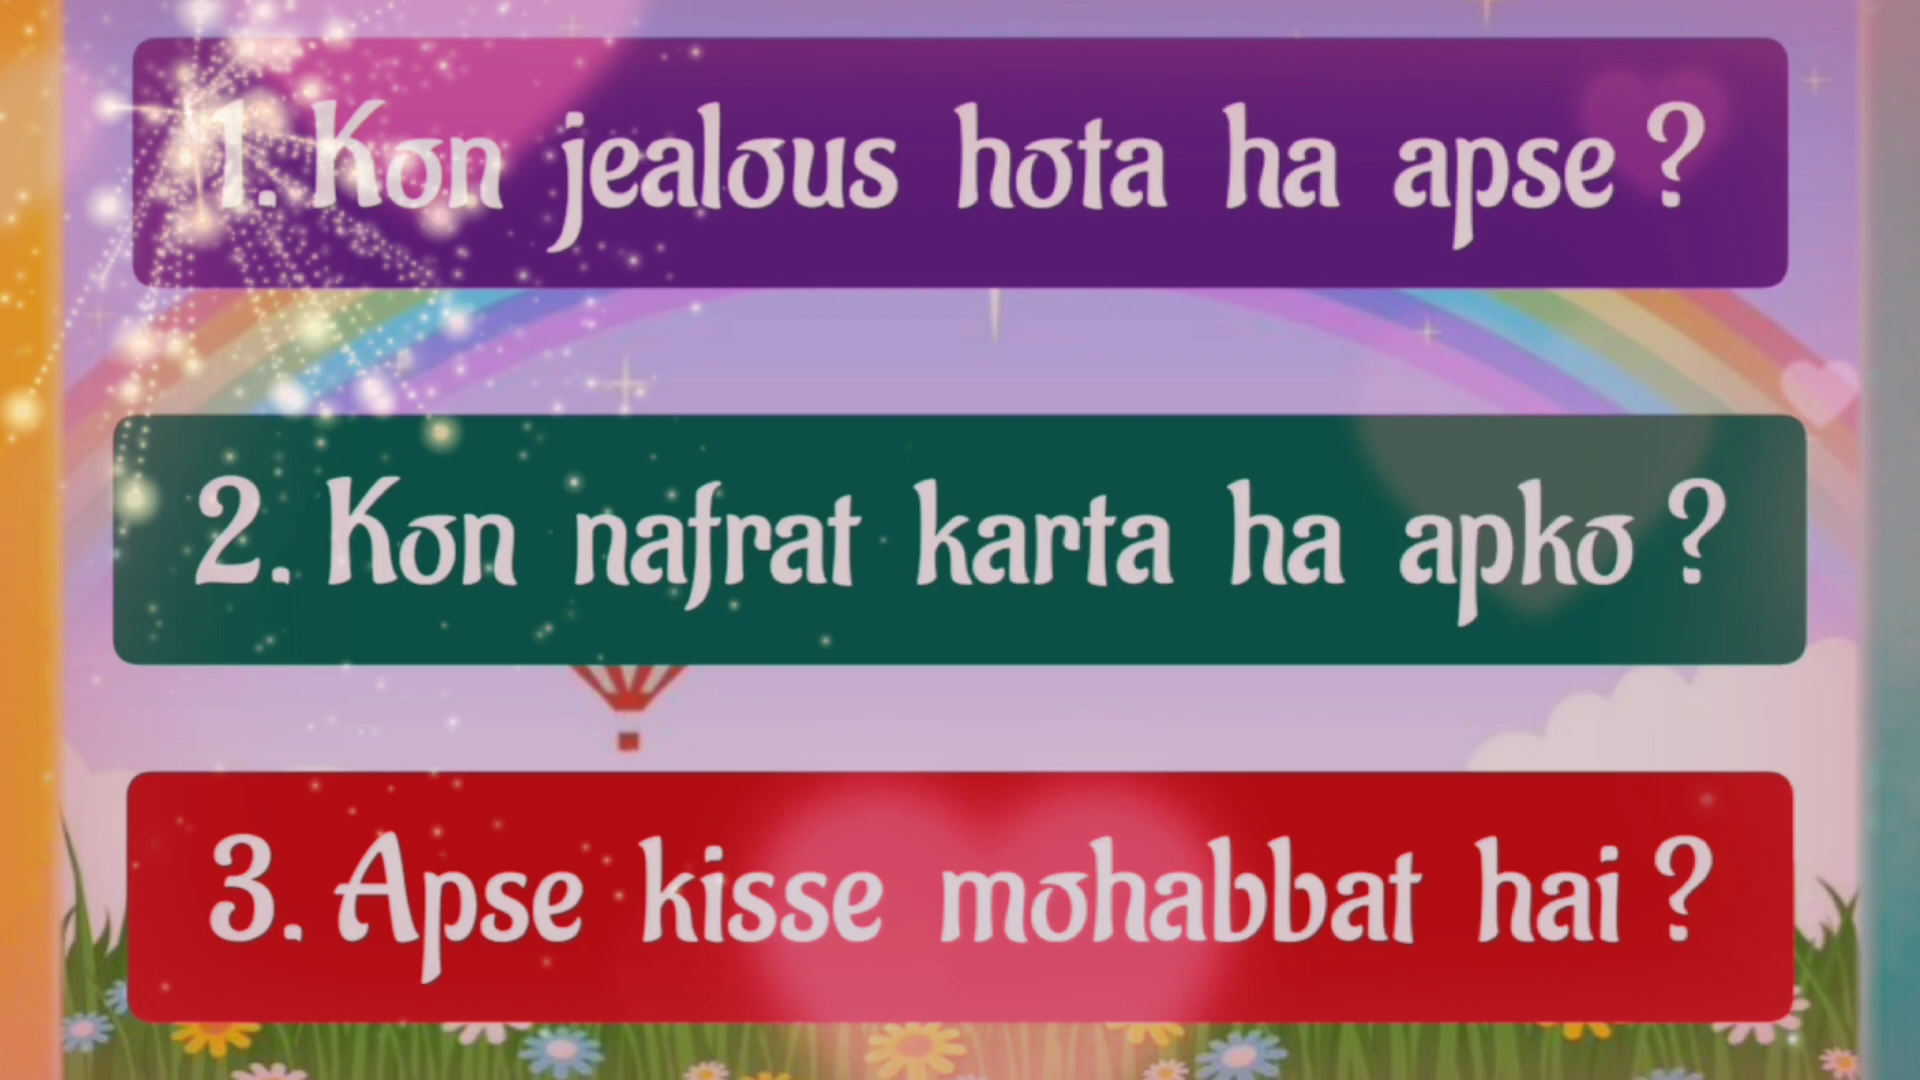 1. Kon jealous hota ha apse ?
2. Kon nafrat karta ha apko ?
3. Apse kisse mohabbat hai ?